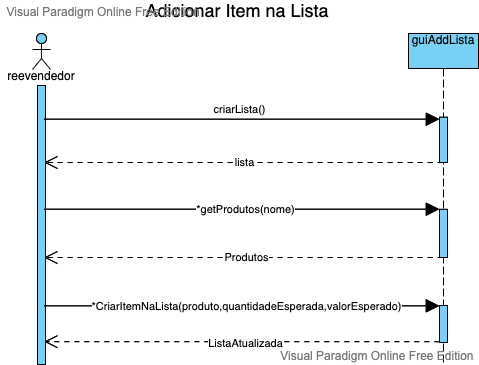 Visual Paradigm Online Free Edition
Adicionar Item na Lista
reevendedor
guiAddLista
criarLista()
lista
*getProdutos(nome)
Produtos
*CriarItemNaLista(produto,quantidadeEsperada,valorEsperado)
ListaAtualizada
Visual Paradigm Online Free Edition